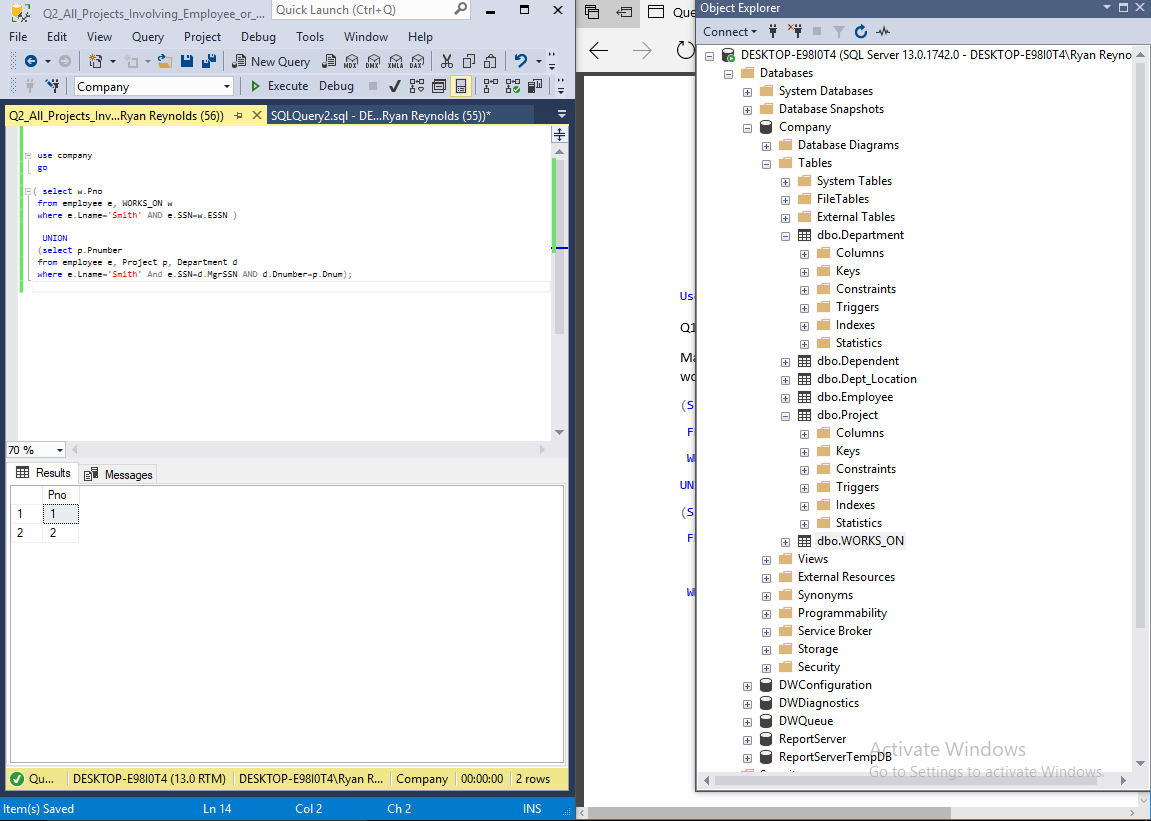 Q2_All_Projects_Involving_Employee_or_...
Quick Launch (Ctrl+Q)
File Edit View Query Project Debug Tools Window Help
New Query
Company
Execute Debug
Q2_All_Projects_Inv...Ryan Reynolds (56))
SQLQuery2.sql - DE...Ryan Reynolds (55))*
use company
go
( select w.Pno
from employee e, WORKS_ON w
where e.Lname='Smith' AND e.SSN=w.ESSN )
UNION
(select p.Pnumber
from employee e, Project p, Department d
where e.Lname='Smith' And e.SSN=d.MgrSSN AND d.Dnumber=p.Dnum);
70 %
Results Messages
Pno
1 1
2 2
Qu...
DESKTOP-E98I0T4 (13.0 RTM)
DESKTOP-E98I0T4\Ryan R...
Company
00:00:00
2 rows
Item(s) Saved
Ln 14
Col 2
Ch 2
INS
Que
Us
Q1
Ma
wo
(S
F
W
UN
(S
F
W
Object Explorer
Connect
DESKTOP-E98I0T4 (SQL Server 13.0.1742.0 - DESKTOP-E98I0T4\Ryan Reyno
Databases
System Databases
Database Snapshots
Company
Database Diagrams
Tables
System Tables
FileTables
External Tables
dbo.Department
Columns
Keys
Constraints
Triggers
Indexes
Statistics
dbo.Dependent
dbo.Dept_Location
dbo.Employee
dbo.Project
Columns
Keys
Constraints
Triggers
Indexes
Statistics
dbo.WORKS_ON
Views
External Resources
Synonyms
Programmability
Service Broker
Storage
Security
DWConfiguration
DWDiagnostics
DWQueue
ReportServer
ReportServerTempDB
Activate Windows
Go to Settings to activate Windows.